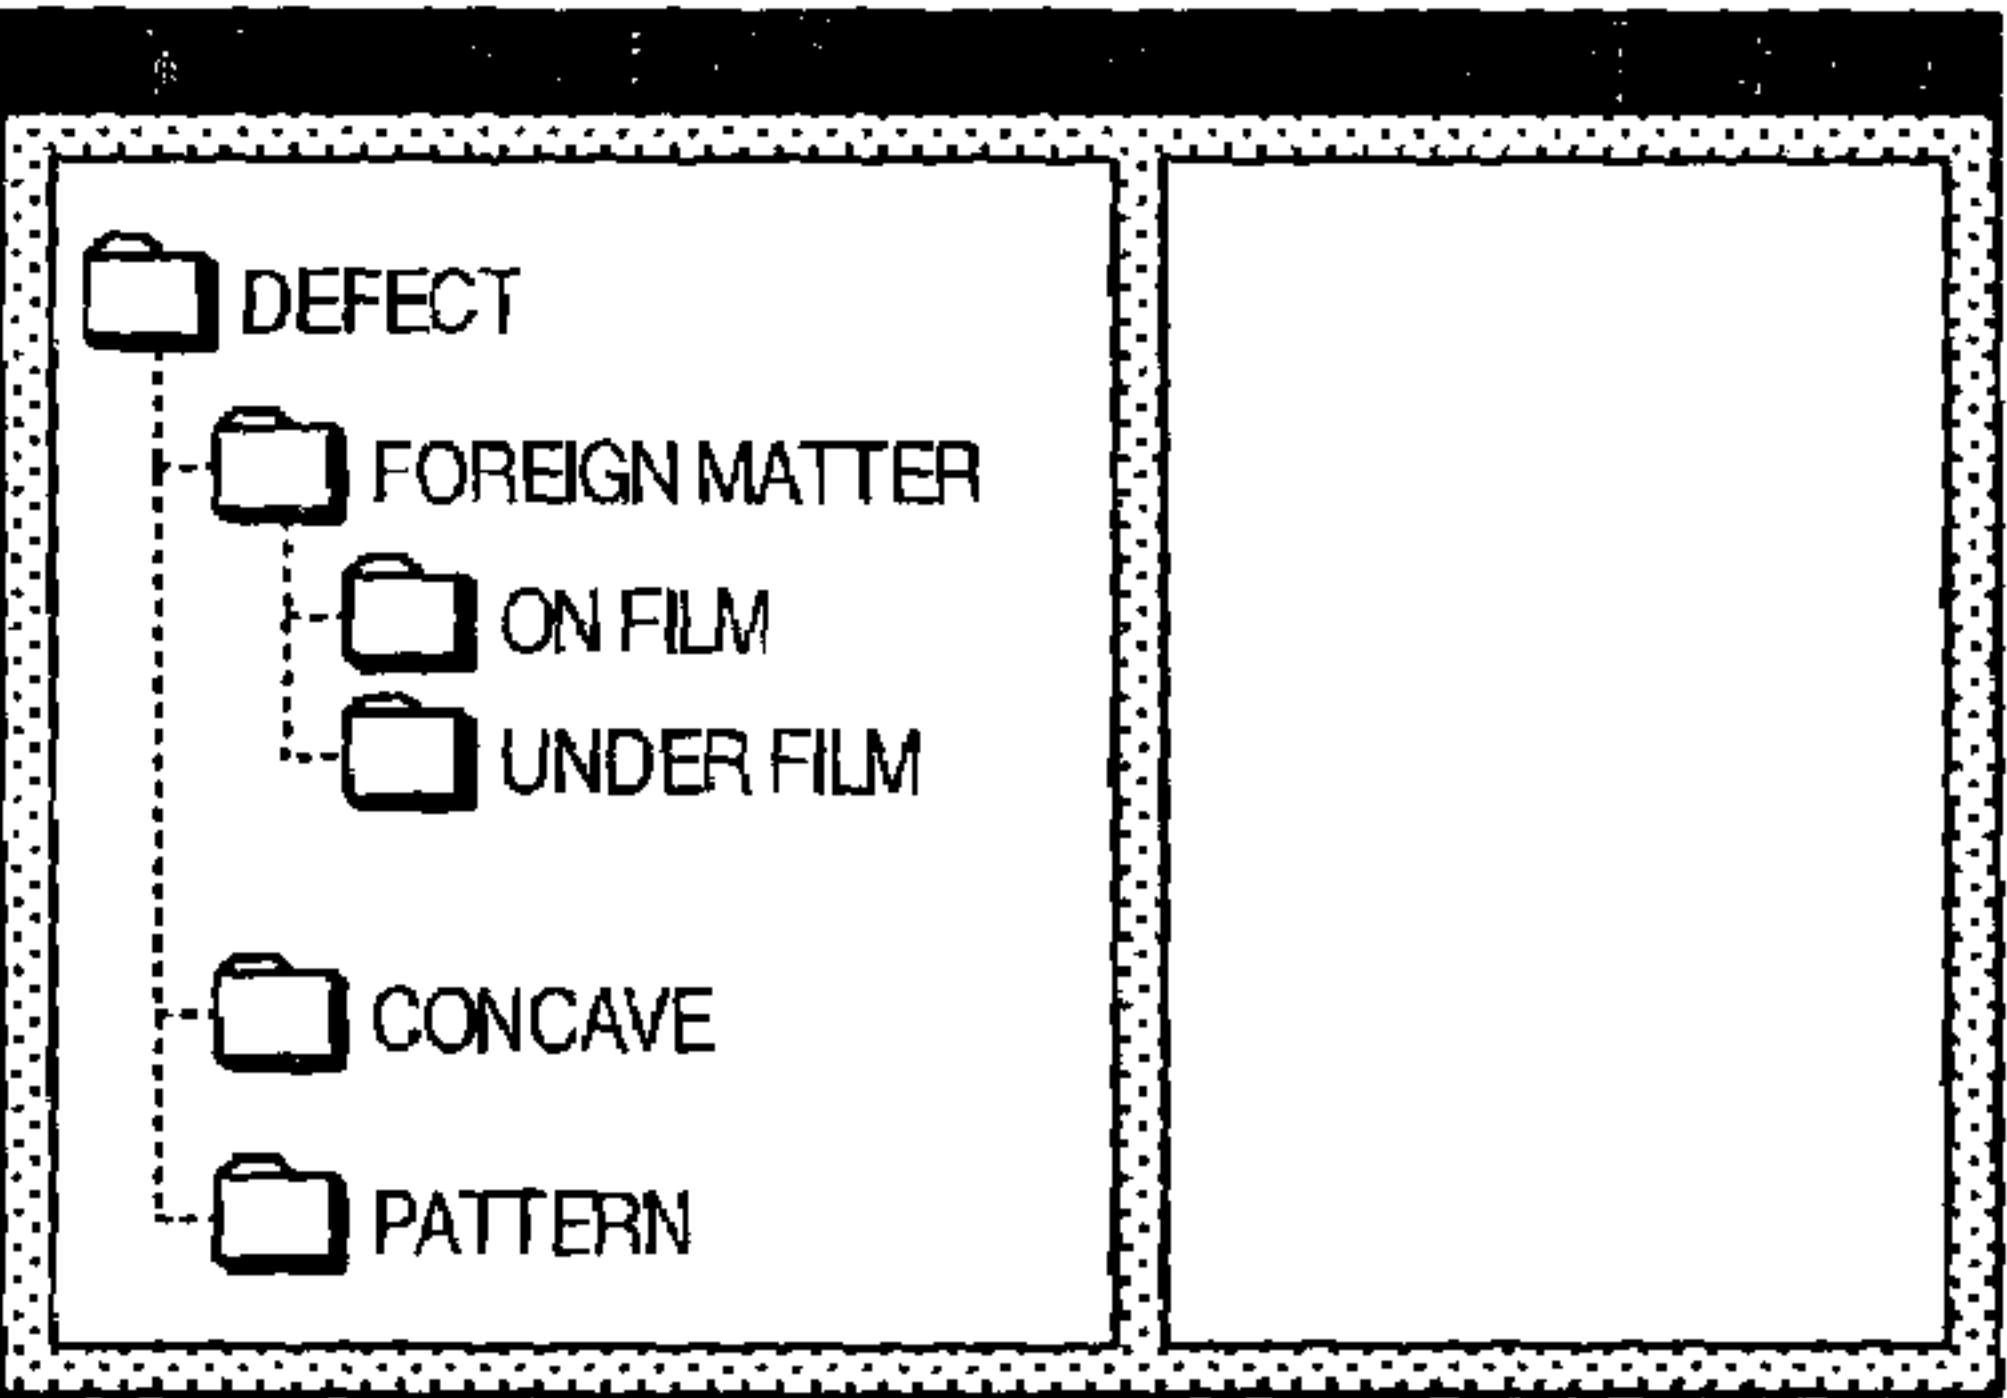 DEFECT
FOREIGN MATTER
ON FILM
UNDER FILM
CONCAVE
PATTERN